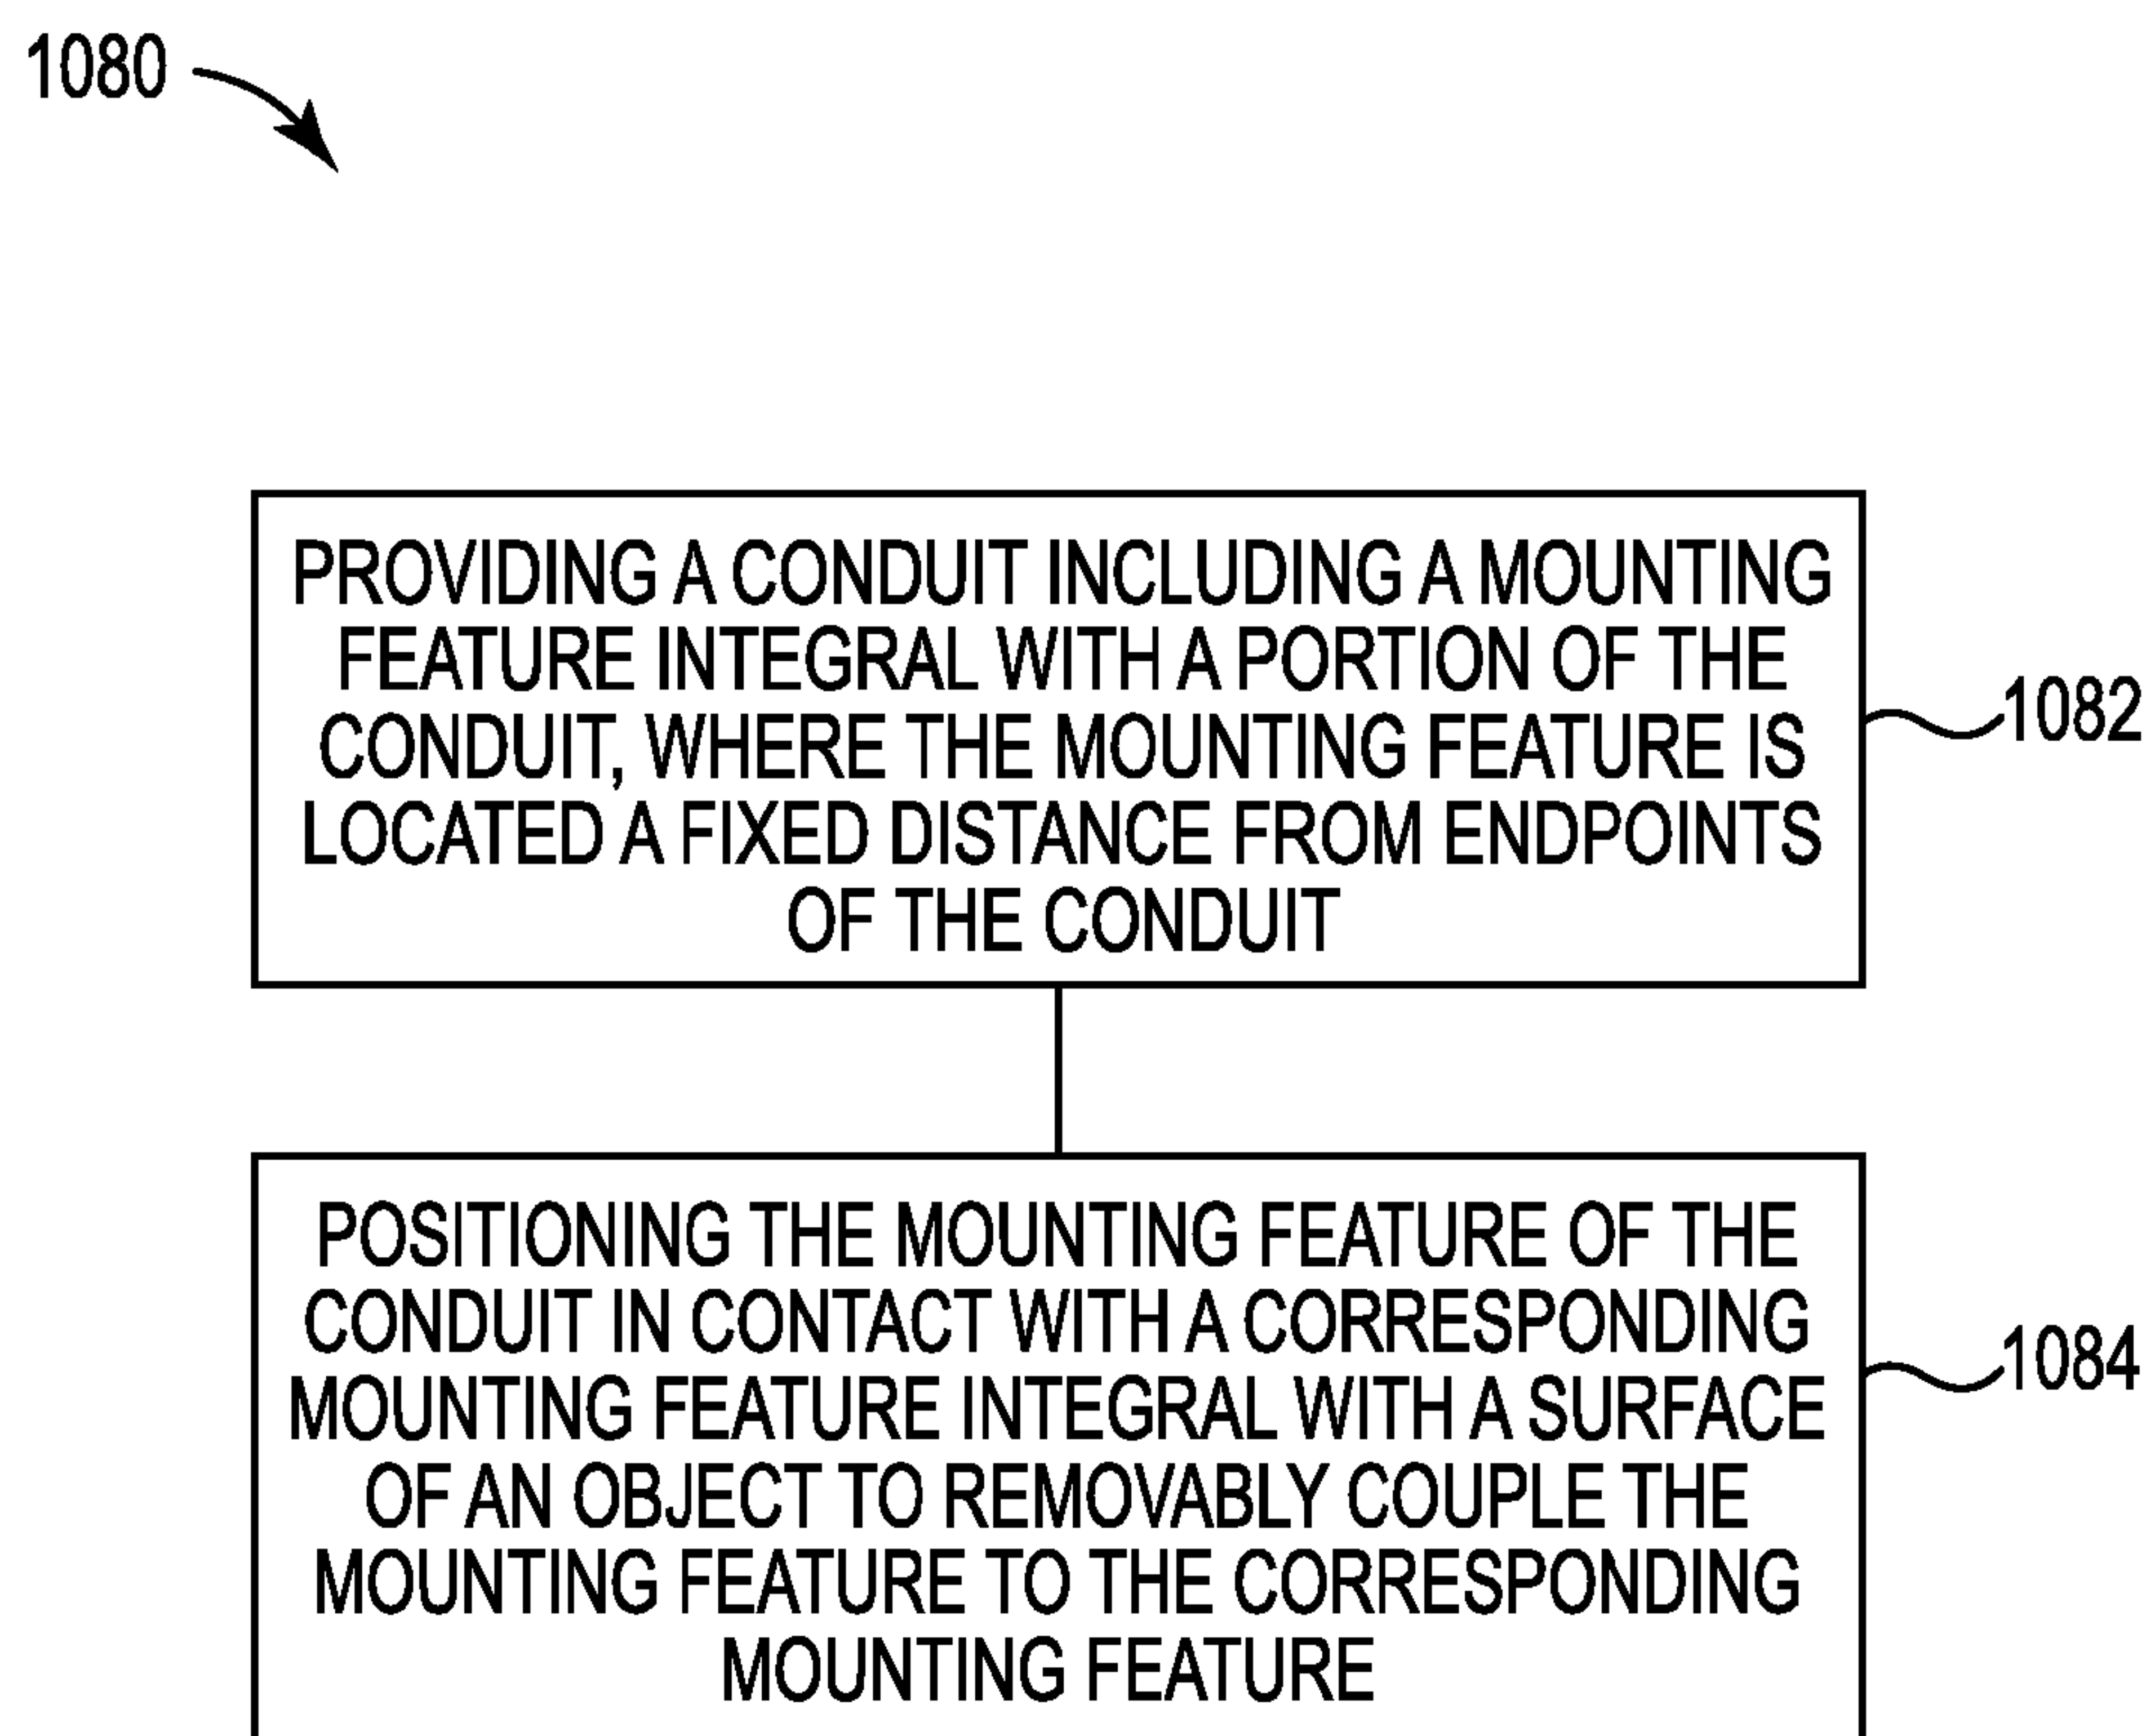 1080
PROVIDING A CONDUIT INCLUDING A MOUNTING
FEATURE INTEGRAL WITH A PORTION OF THE
CONDUIT, WHERE THE MOUNTING FEATURE IS
LOCATED A FIXED DISTANCE FROM ENDPOINTS
OF THE CONDUIT
1082
POSITIONING THE MOUNTING FEATURE OF THE
CONDUIT IN CONTACT WITH A CORRESPONDING
MOUNTING FEATURE INTEGRAL WITH A SURFACE
OF AN OBJECT TO REMOVABLY COUPLE THE
MOUNTING FEATURE TO THE CORRESPONDING
MOUNTING FEATURE
1084